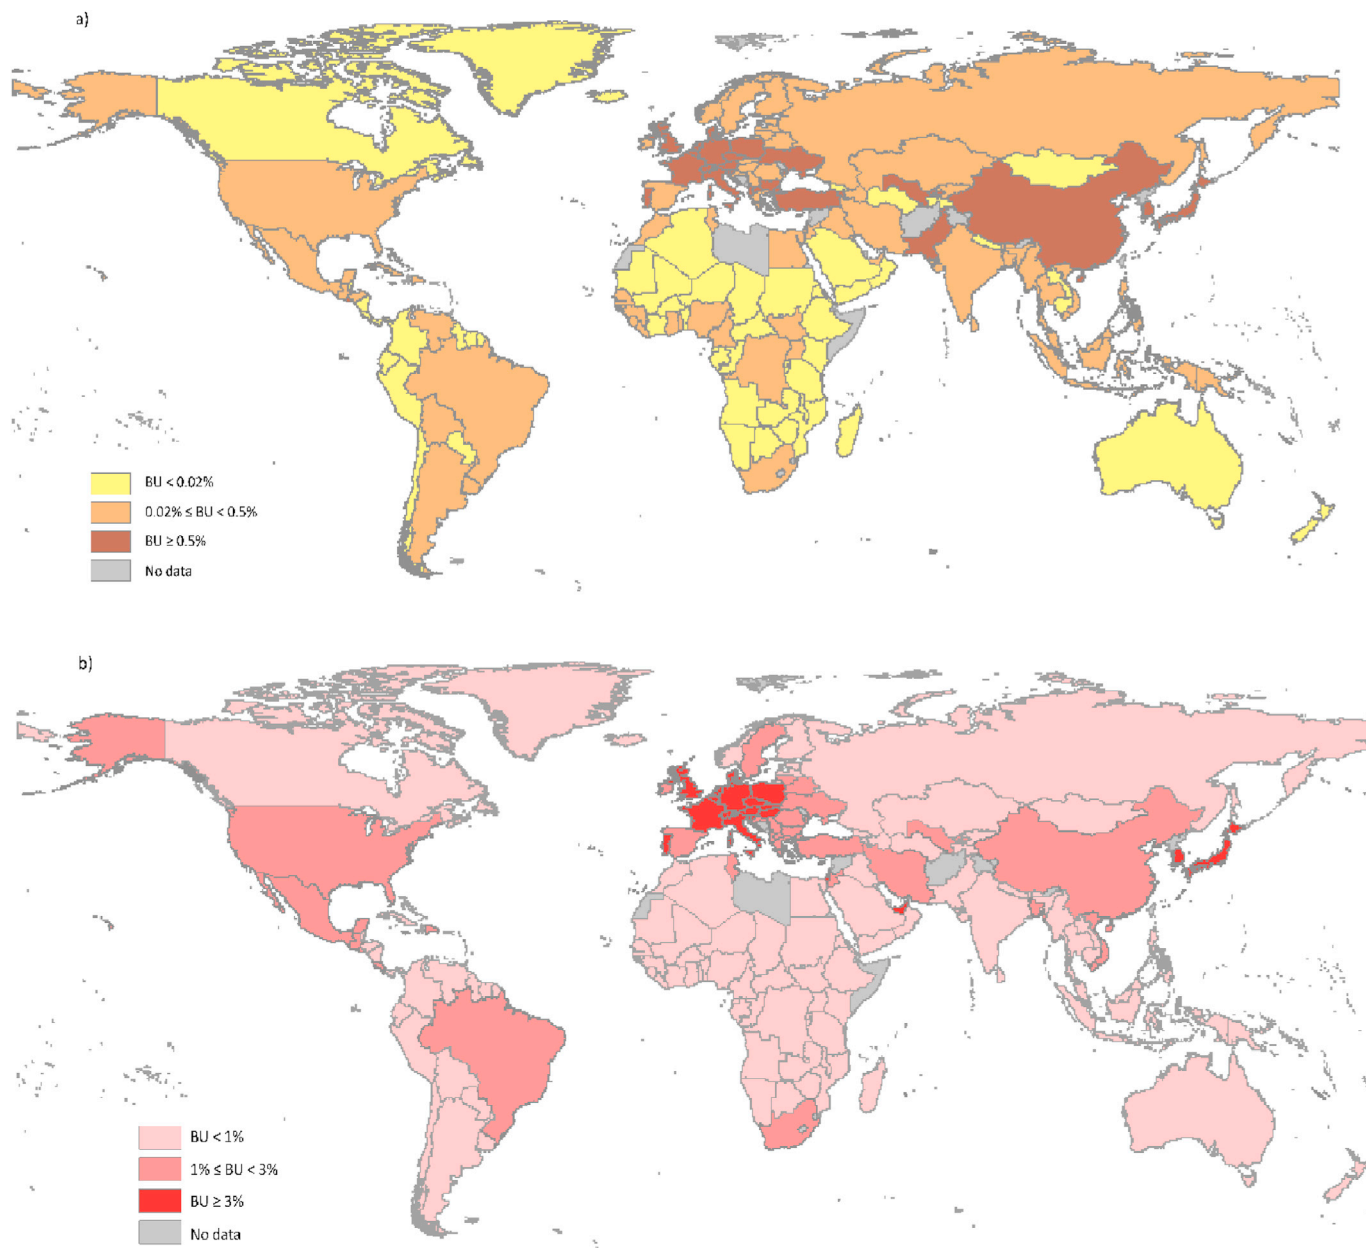 a)
BU < 0.02%
0.02% ≤ BU < 0.5%
BU ≥ 0.5%
No data
b)
BU < 1%
1% ≤ BU < 3%
BU ≥ 3%
No data